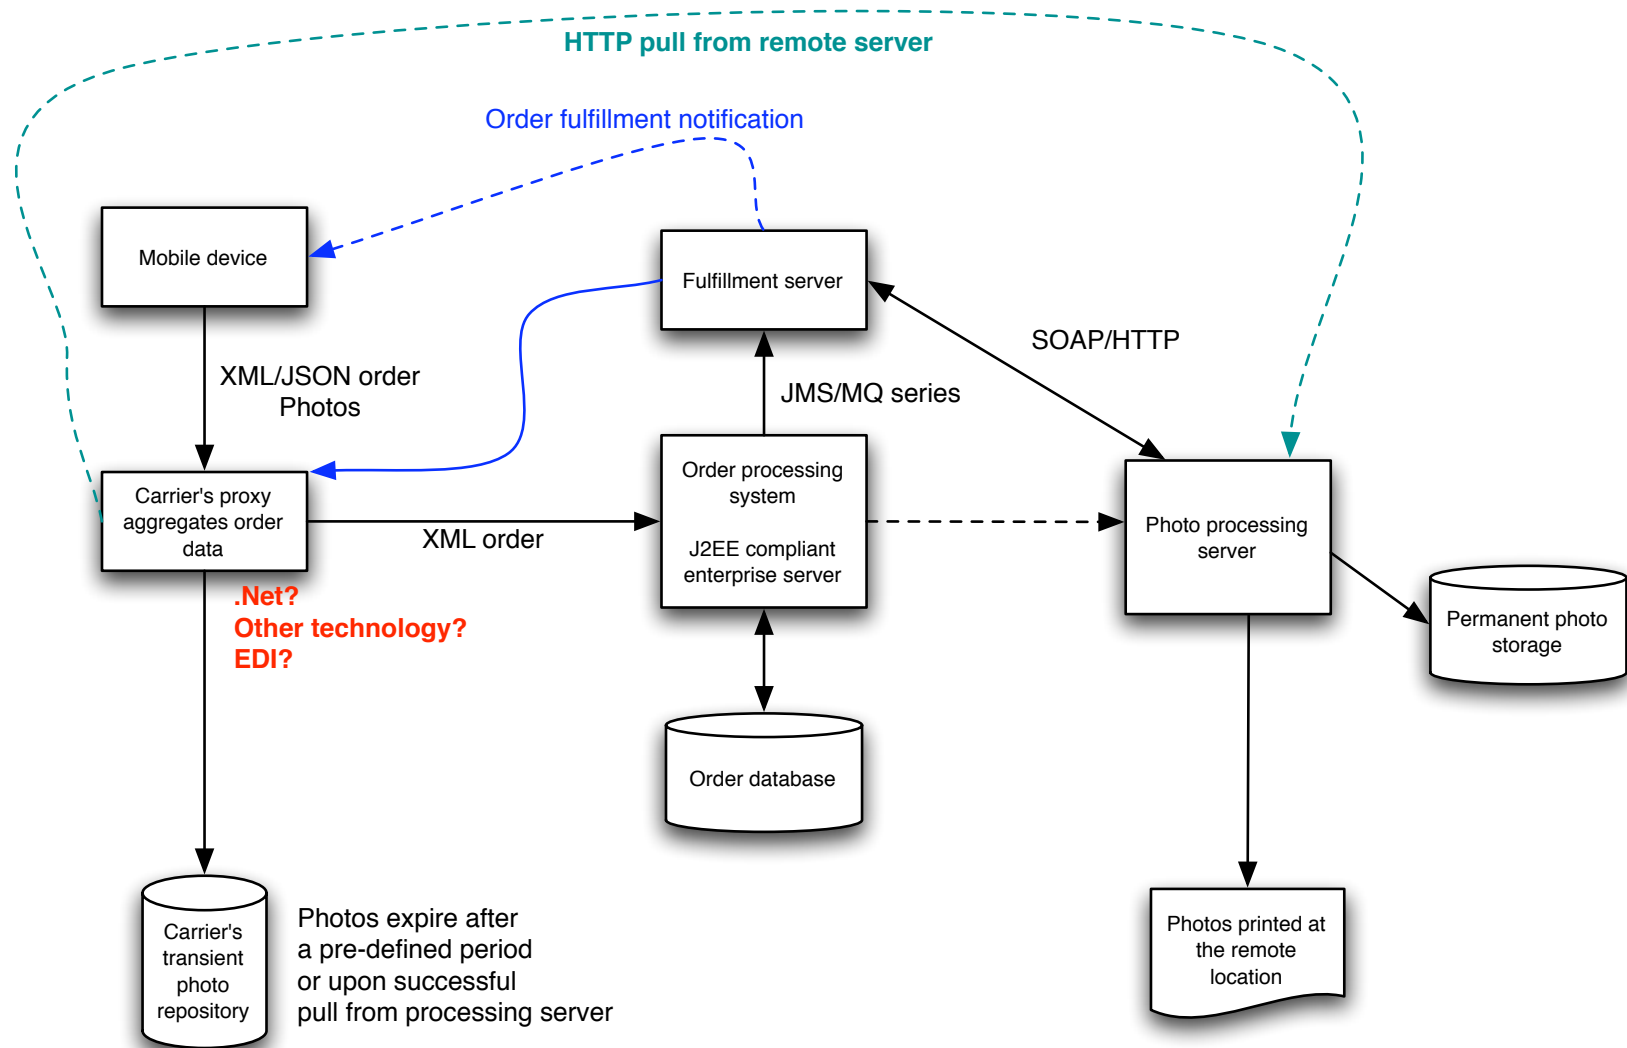 HTTP pull from remote server
Order fulfillment notification
Mobile device
Fulfillment server
SOAP/HTTP
XML/JSON order
Photos
JMS/MQ series
Carrier's proxy
aggregates order
data
XML order
Order processing
system
J2EE compliant
enterprise server
Photo processing
server
.Net?
Other technology?
EDI?
Permanent photo
storage
Order database
Carrier's
transient
photo
repository
Photos expire after
a pre-defined period
or upon successful
pull from processing server
Photos printed at
the remote
location